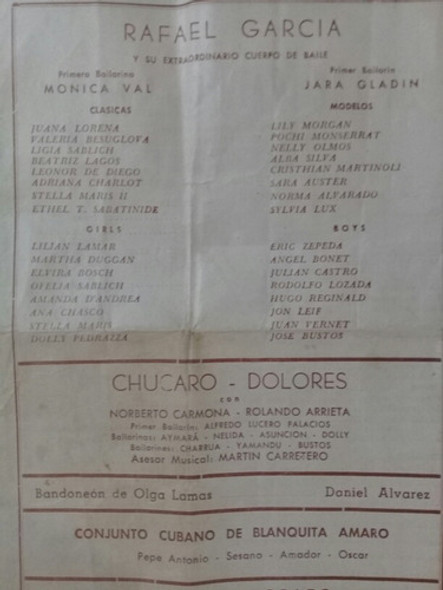 RAFAEL GARCIA
Y SU EXTRAORDINARIO CUERPO DE BAILE
Primera Bailarina
MONICA VAL
Primer Bailarin
JARA GLADIN
CLASICAS
JUANA LORENA
VALERIA BESUGLOVA
LIGIA SABLICH
BEATRIZ LAGOS
LEONOR DE DIEGO
ADRIANA CHARLOT
STELLA MARIS II
ETHEL T. SABATINIDE
MODELOS
LILY MORGAN
POCHI MONSERRAT
NELLY OLMOS
ALBA SILVA
CRISTHIAN MARTINOLI
SARA AUSTER
NORMA ALVARADO
SYLVIA LUX
GIRLS
LILIAN LAMAR
MARTHA DUGGAN
ELVIRA BOSCH
OFELIA SABLICH
AMANDA D'ANDREA
ANA CHASCO
STELLA MARIS
DOLLY PEDRAZZA
BOYS
ERIC ZEPEDA
ANGEL BONET
JULIAN CASTRO
RODOLFO LOZADA
HUGO REGINALD
JON LEIF
JUAN VERNET
JOSE BUSTOS
CHUCARO - DOLORES
con
NORBERTO CARMONA - ROLANDO ARRIETA
Primer Bailarin: ALFREDO LUCERO PALACIOS
Bailarinas: AYMARÁ - NELIDA - ASUNCION - DOLLY
Bailarines: CHARRUA - YAMANDU - BUSTOS
Asesor Musical: MARTIN CARRETERO
Bandoneón de Olga Lamas
Daniel Alvarez
CONJUNTO CUBANO DE BLANQUITA AMARO
Pepe Antonio - Sesano - Amador - Oscar